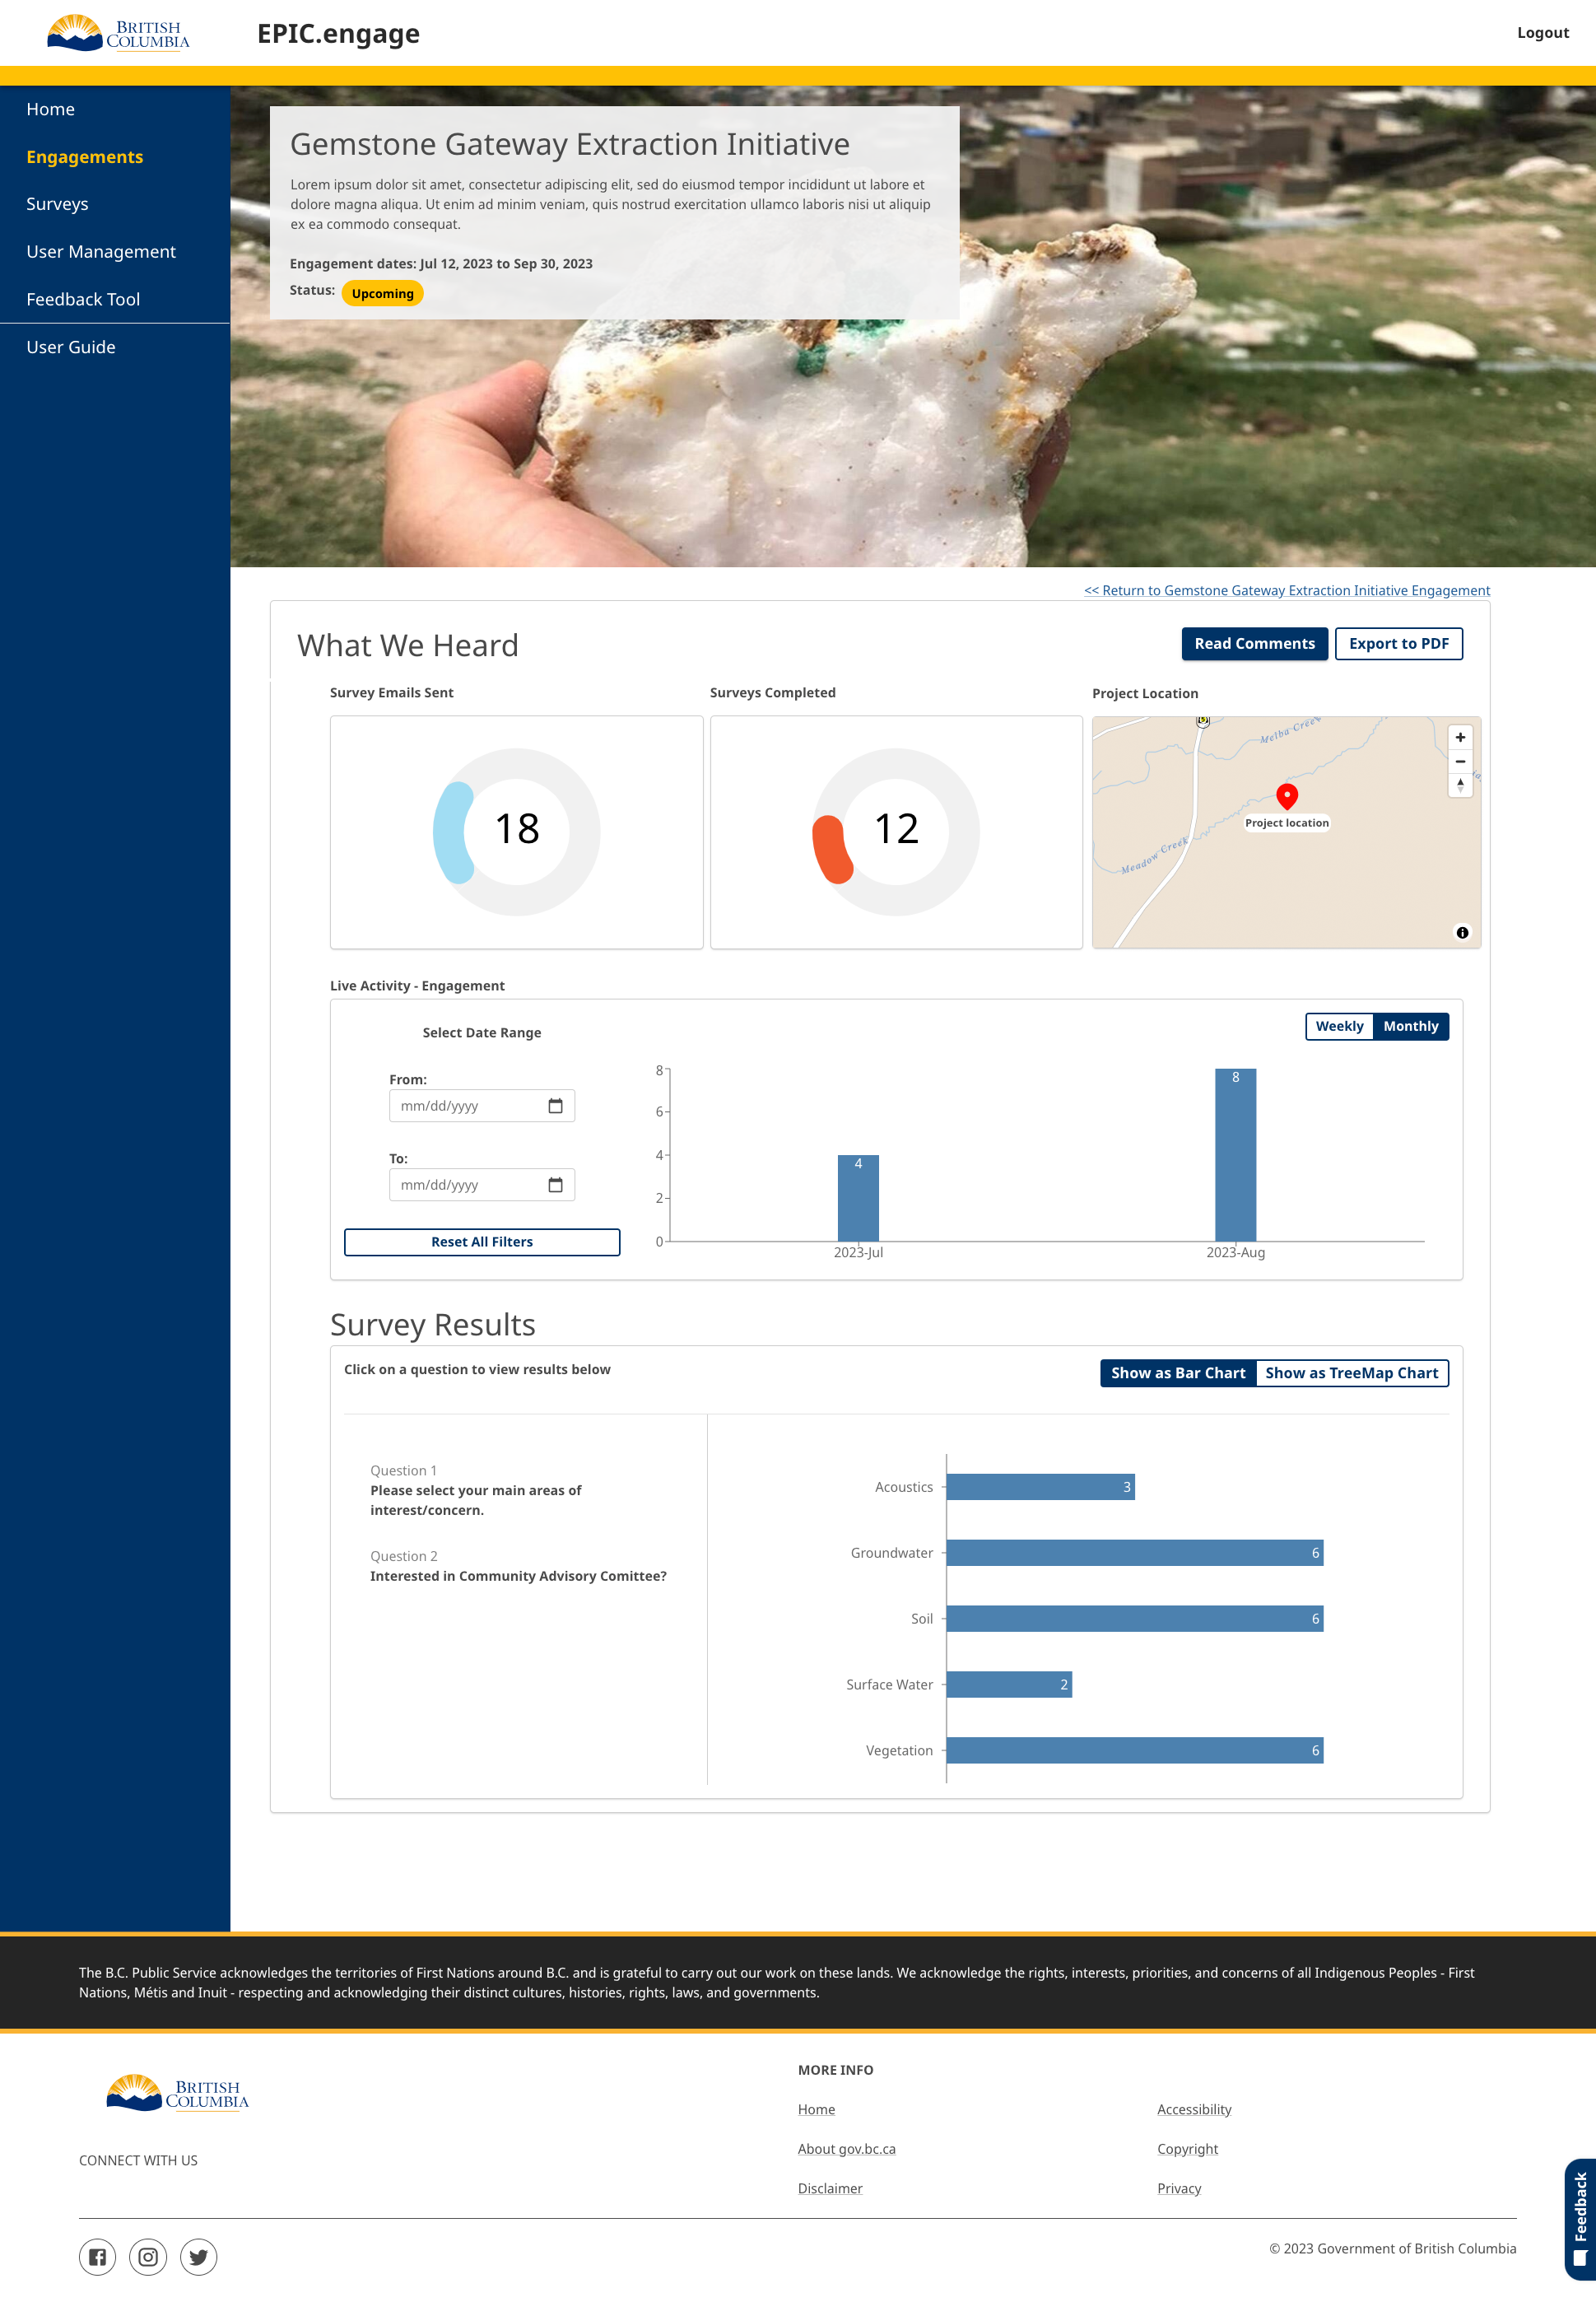 BRITISH
COLUMBIA
EPIC.engage
Logout
Home
Engagements
Surveys
User Management
Feedback Tool
User Guide
Gemstone Gateway Extraction Initiative
Lorem ipsum dolor sit amet, consectetur adipiscing elit, sed do eiusmod tempor incididunt ut labore et
dolore magna aliqua. Ut enim ad minim veniam, quis nostrud exercitation ullamco laboris nisi ut aliquip
ex ea commodo consequat.
Engagement dates: Jul 12, 2023 to Sep 30, 2023
Status: Upcoming
<< Return to Gemstone Gateway Extraction Initiative Engagement
What We Heard
Read Comments
Export to PDF
Survey Emails Sent
Surveys Completed
Project Location
18
12
Melba Creek
Project location
Meadow Creek
Live Activity - Engagement
Select Date Range
Weekly
Monthly
From:
mm/dd/yyyy
To:
mm/dd/yyyy
Reset All Filters
8
6
4
2
0
4
8
2023-Jul
2023-Aug
Survey Results
Click on a question to view results below
Show as Bar Chart
Show as TreeMap Chart
Question 1
Please select your main areas of
interest/concern.
Question 2
Interested in Community Advisory Comittee?
Acoustics
3
Groundwater
6
Soil
6
Surface Water
2
Vegetation
6
The B.C. Public Service acknowledges the territories of First Nations around B.C. and is grateful to carry out our work on these lands. We acknowledge the rights, interests, priorities, and concerns of all Indigenous Peoples - First
Nations, Métis and Inuit - respecting and acknowledging their distinct cultures, histories, rights, laws, and governments.
BRITISH
COLUMBIA
CONNECT WITH US
MORE INFO
Home
Accessibility
About gov.bc.ca
Copyright
Disclaimer
Privacy
Feedback
© 2023 Government of British Columbia